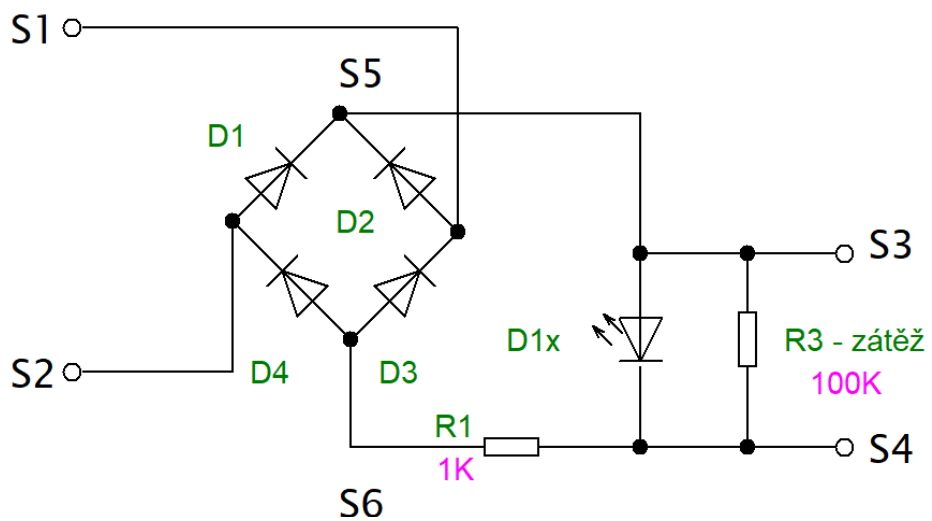 S1
S5
D1
D2
S3
D1x
R3 - zátěž
100K
S2
D4
D3
R1
1K
S4
S6